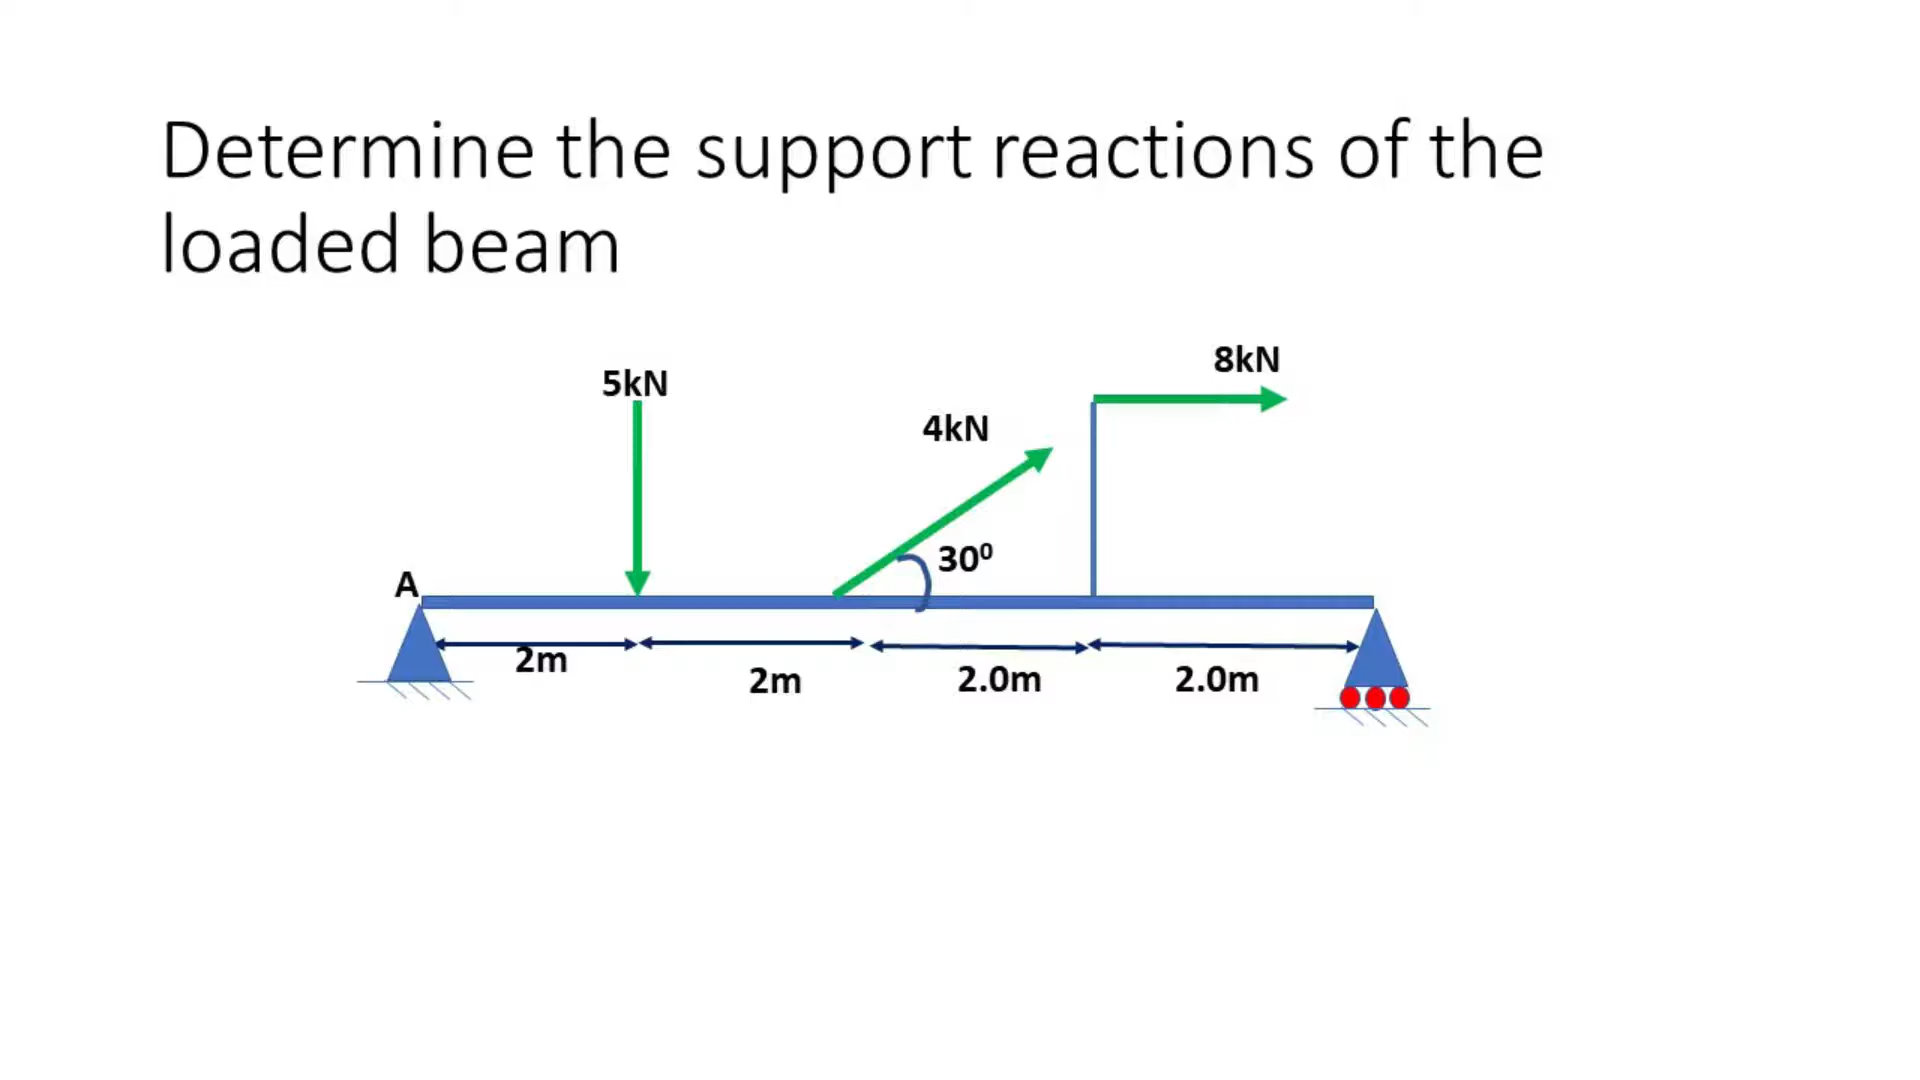 Determine the support reactions of the
loaded beam
8kN
5kN
4kN
30⁰
A
2m
2m
2.0m
2.0m